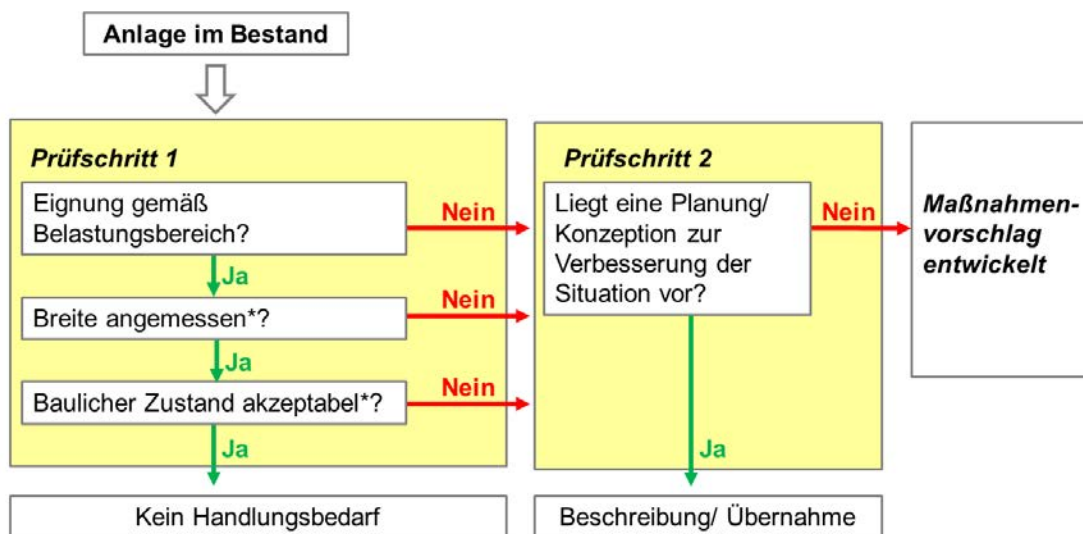 Anlage im Bestand
Prüfschritt 1
Eignung gemäß
Belastungsbereich?
Nein
Ja
Breite angemessen*?
Nein
Ja
Baulicher Zustand akzeptabel*?
Nein
Ja
Kein Handlungsbedarf
Prüfschritt 2
Liegt eine Planung/
Konzeption zur
Verbesserung der
Situation vor?
Nein
Ja
Beschreibung/ Übernahme
Maßnahmen-
vorschlag
entwickelt